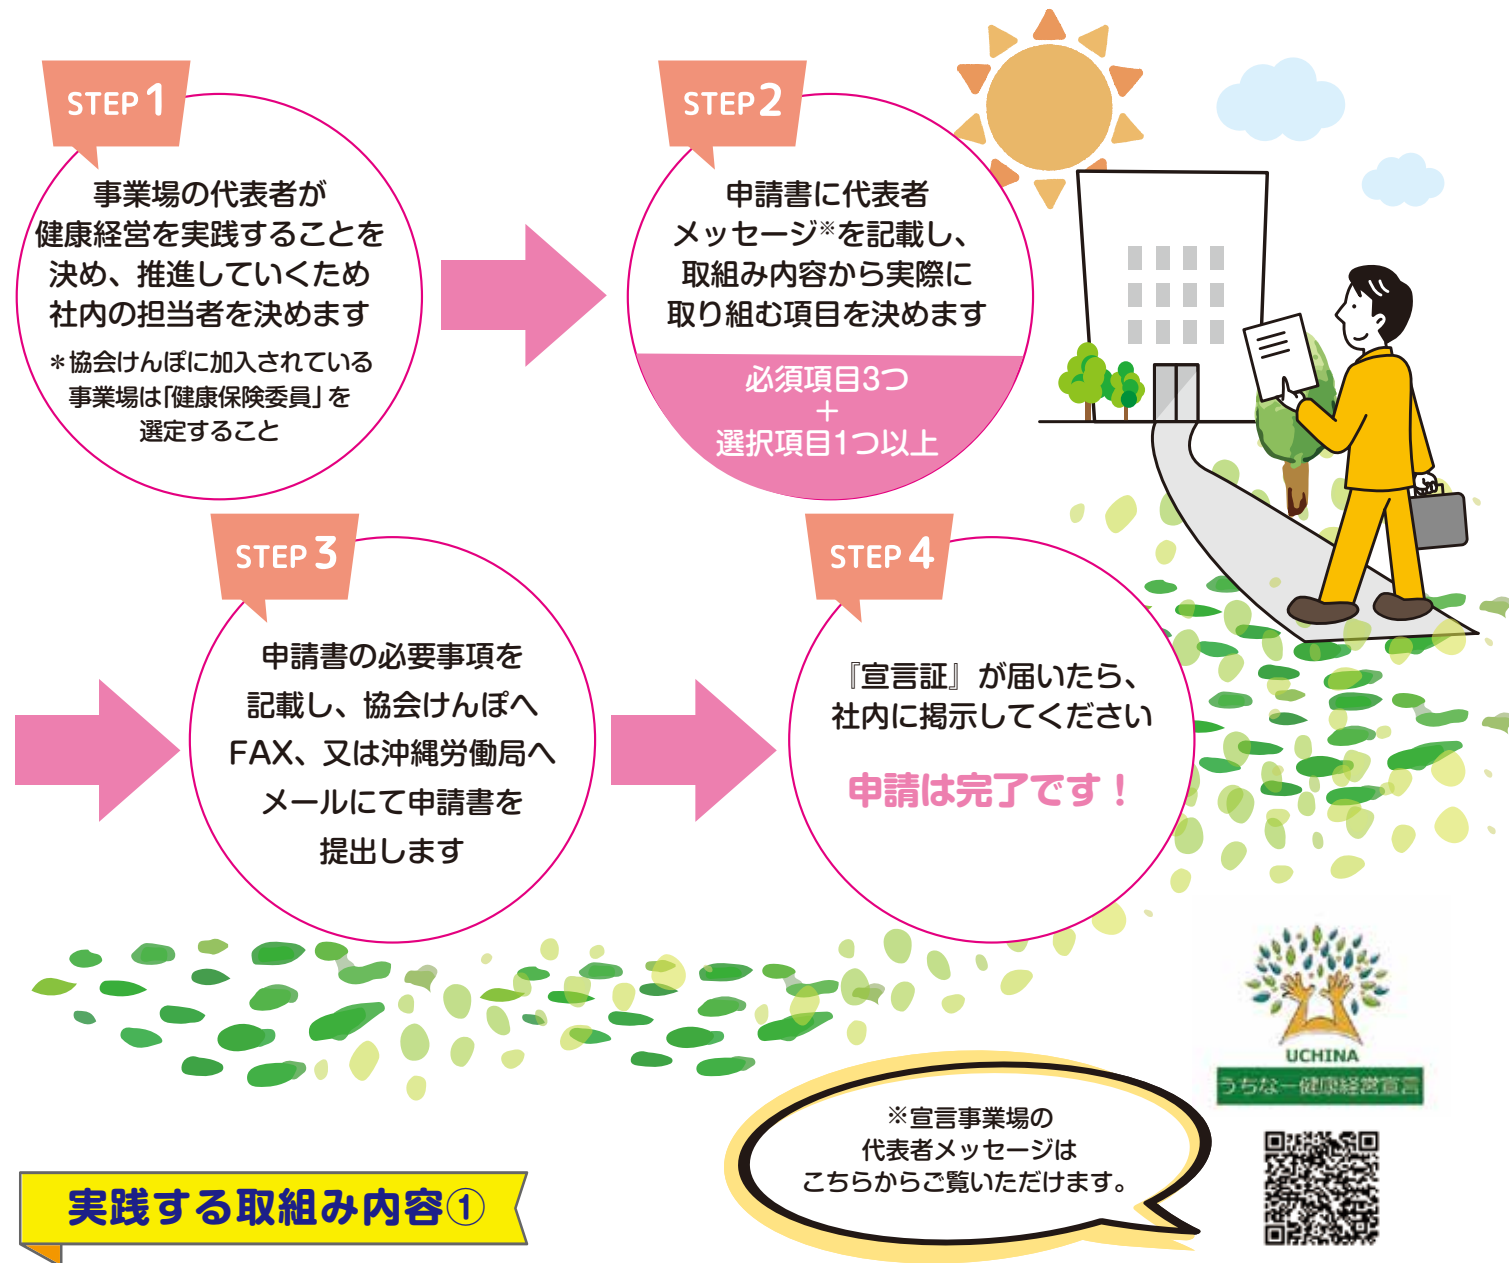 STEP 1
事業場の代表者が
健康経営を実践することを
決め、推進していくため
社内の担当者を決めます
＊協会けんぽに加入されている
事業場は「健康保険委員」を
選定すること
STEP 2
申請書に代表者
メッセージ※を記載し、
取組み内容から実際に
取り組む項目を決めます
必須項目3つ
＋
選択項目1つ以上
STEP 3
申請書の必要事項を
記載し、協会けんぽへ
FAX、又は沖縄労働局へ
メールにて申請書を
提出します
STEP 4
『宣言証』が届いたら、
社内に掲示してください
申請は完了です！
UCHINA
うちなー健康経営宣言
※宣言事業場の
代表者メッセージは
こちらからご覧いただけます。
実践する取組み内容①